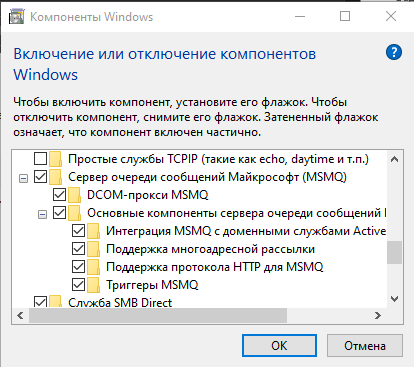 Компоненты Windows
Включение или отключение компонентов
Windows
Чтобы включить компонент, установите его флажок. Чтобы
отключить компонент, снимите его флажок. Затененный флажок
означает, что компонент включен частично.
Простые службы TCPIP (такие как echo, daytime и т.п.)
Сервер очереди сообщений Майкрософт (MSMQ)
DCOM-прокси MSMQ
Основные компоненты сервера очереди сообщений
Интеграция MSMQ с доменными службами Active
Поддержка многоадресной рассылки
Поддержка протокола HTTP для MSMQ
Триггеры MSMQ
Служба SMB Direct
ОК
Отмена